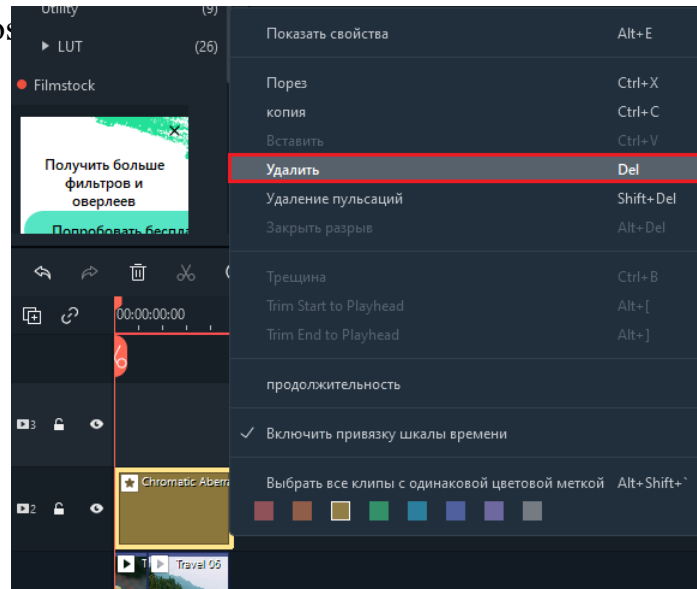 Utility (9)
LUT (26)
Filmstock
Получить больше
фильтров и
оверлеев
Попробовать
00:00:00:00
3
2
Chromatic
Travel 06
Показать свойства Alt+E
Порез Ctrl+X
копия Ctrl+C
Вставить Ctrl+V
Удалить Del
Удаление пульсаций Shift+Del
Закрыть разрыв Alt+Del
Трещина Ctrl+B
Trim Start to Playhead Alt+[
Trim End to Playhead Alt+]
продолжительность
Включить привязку шкалы времени
Выбрать все клипы с одинаковой цветовой меткой Alt+Shift+`